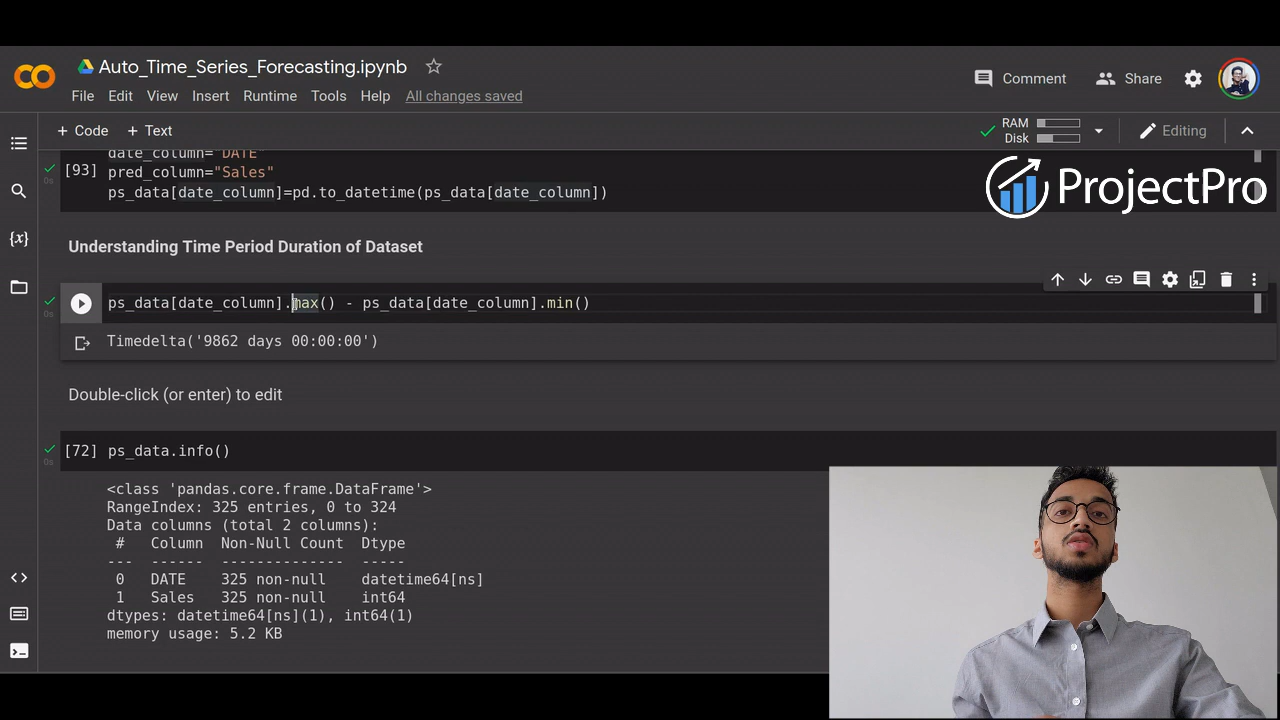 Auto_Time_Series_Forecasting.ipynb
Comment
Share
File Edit View Insert Runtime Tools Help All changes saved
+ Code + Text
RAM
Disk
Editing
date_column="DATE"
[93] pred_column="Sales"
ps_data[date_column]=pd.to_datetime(ps_data[date_column])
0s
ProjectPro
Understanding Time Period Duration of Dataset
ps_data[date_column].max() - ps_data[date_column].min()
0s
Timedelta('9862 days 00:00:00')
Double-click (or enter) to edit
[72] ps_data.info()
0s
<class 'pandas.core.frame.DataFrame'>
RangeIndex: 325 entries, 0 to 324
Data columns (total 2 columns):
# Column Non-Null Count Dtype
--- ------ -------------- -----
0 DATE 325 non-null datetime64[ns]
1 Sales 325 non-null int64
dtypes: datetime64[ns](1), int64(1)
memory usage: 5.2 KB